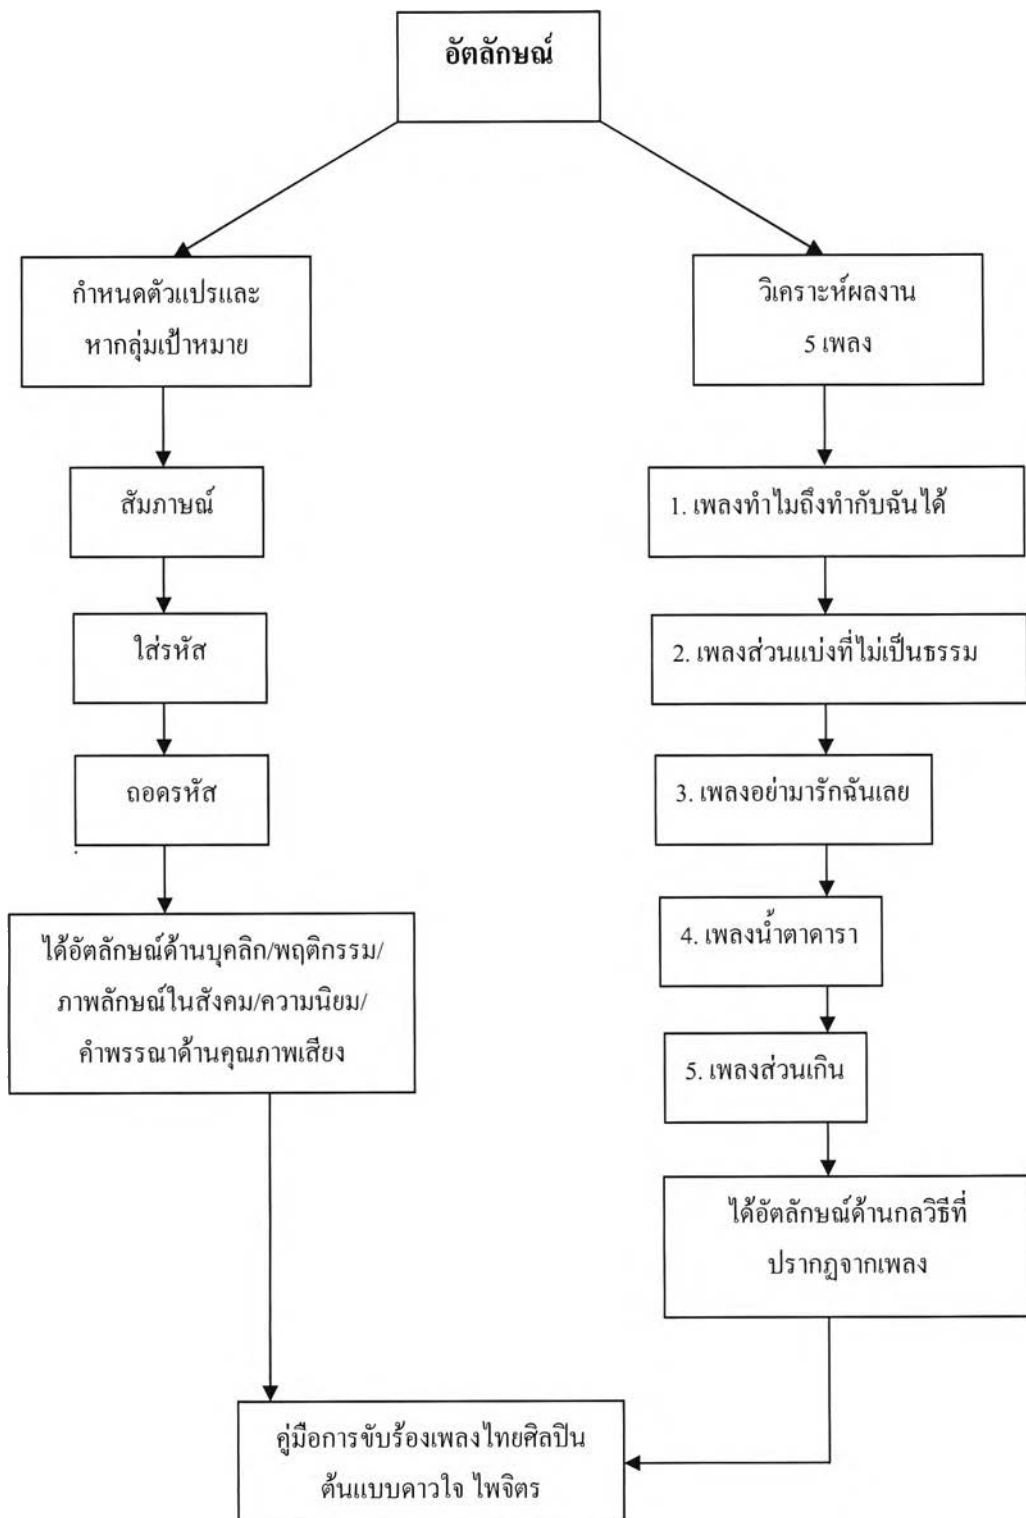 อัตลักษณ์
กำหนดตัวแปรและ
หากลุ่มเป้าหมาย
สัมภาษณ์
ใส่รหัส
ถอดรหัส
ได้อัตลักษณ์ด้านบุคลิก/พฤติกรรม/
ภาพลักษณ์ในสังคม/ความนิยม/
คำพรรณาด้านคุณภาพเสียง
วิเคราะห์ผลงาน
5 เพลง
1. เพลงทำไมถึงทำกับฉันได้
2. เพลงส่วนแบ่งที่ไม่เป็นธรรม
3. เพลงอย่ามารักฉันเลย
4. เพลงน้ำตาดารา
5. เพลงส่วนเกิน
ได้อัตลักษณ์ด้านกลวิธีที่
ปรากฏจากเพลง
คู่มือการขับร้องเพลงไทยศิลปิน
ต้นแบบดาวใจ ไพจิตร